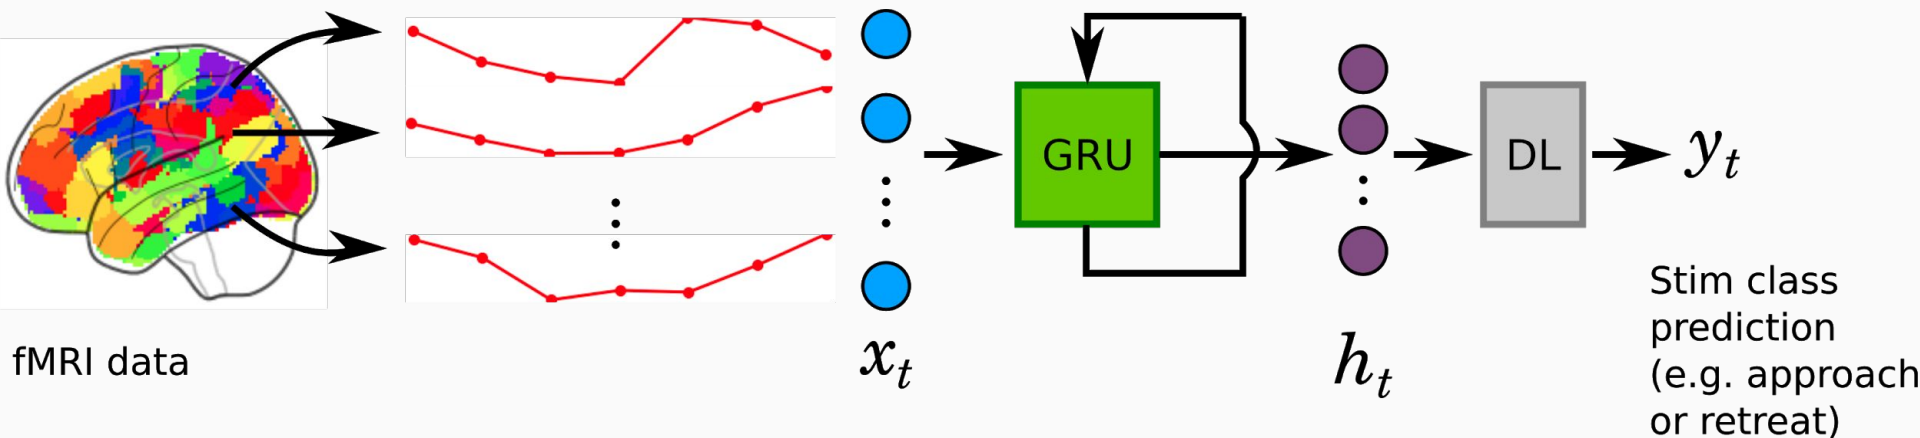 GRU
DL
y_t
fMRI data
x_t
h_t
Stim class
prediction
(e.g. approach
or retreat)